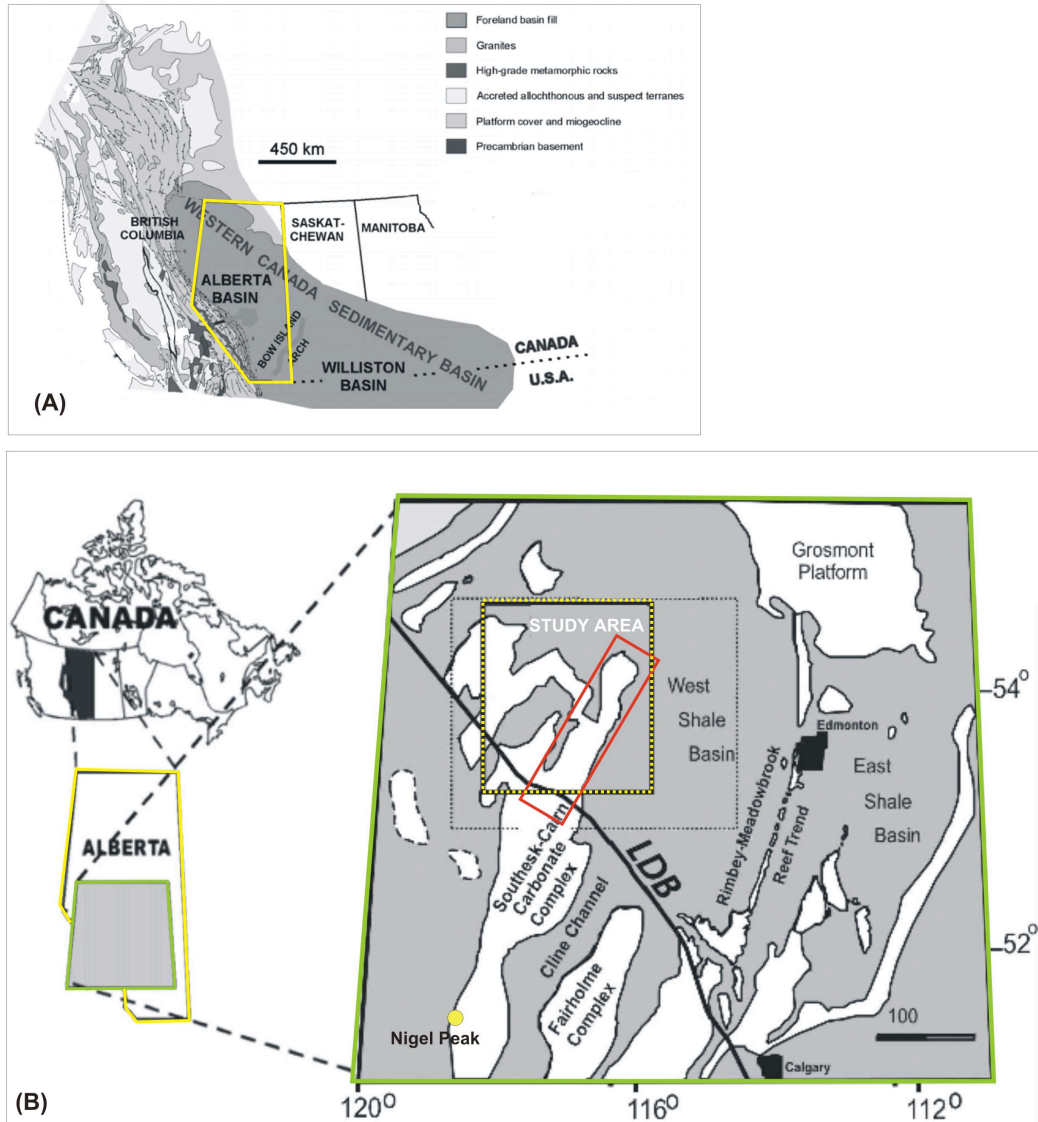 Foreland basin fill
Granites
High-grade metamorphic rocks
Accreted allochthonous and suspect terranes
Platform cover and miogeocline
Precambrian basement
450 km
BRITISH
COLUMBIA
SASKAT-
CHEWAN
MANITOBA
WESTERN CANADA SEDIMENTARY BASIN
ALBERTA
BASIN
BOW ISLAND
ARCH
WILLISTON
BASIN
CANADA
U.S.A.
(A)
CANADA
ALBERTA
Grosmont
Platform
STUDY AREA
West
Shale
Basin
54°
Edmonton
East
Shale
Basin
Rimbey-Meadowbrook
Reef Trend
LDB
Southesk-Cairn
Carbonate
Complex
Cline Channel
Fairholme
Complex
52°
100
Nigel Peak
Calgary
(B)
120°
116°
112°